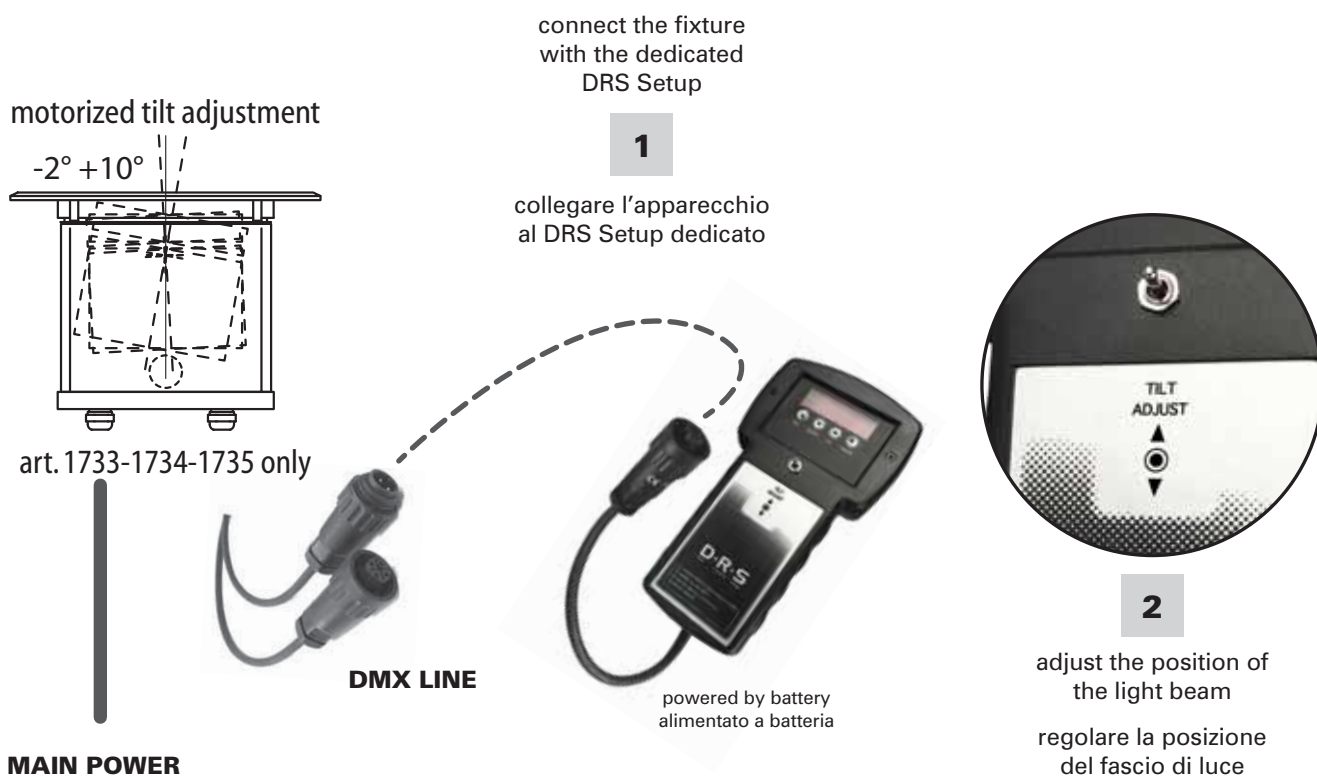 connect the fixture
with the dedicated
DRS Setup
1
collegare l'apparecchio
al DRS Setup dedicato
motorized tilt adjustment
-2° +10°
art. 1733-1734-1735 only
MAIN POWER
DMX LINE
D·R·S
powered by battery
alimentato a batteria
TILT
ADJUST
2
adjust the position of
the light beam
regolare la posizione
del fascio di luce